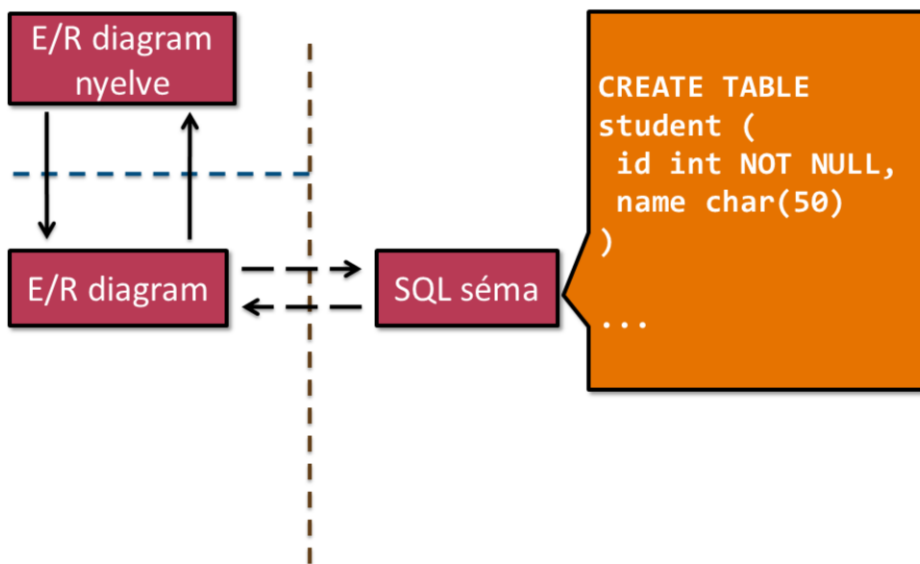 E/R diagram
nyelve
E/R diagram
SQL séma
CREATE TABLE
student (
id int NOT NULL,
name char(50)
)
...